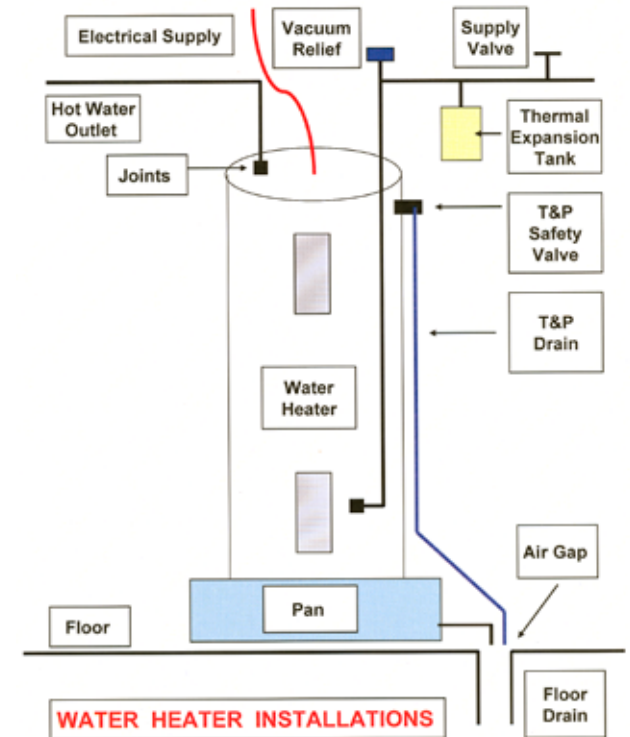 Electrical Supply
Vacuum
Relief
Supply
Valve
Hot Water
Outlet
Thermal
Expansion
Tank
Joints
T&P
Safety
Valve
T&P
Drain
Water
Heater
Air Gap
Pan
Floor
Floor
Drain
WATER HEATER INSTALLATIONS